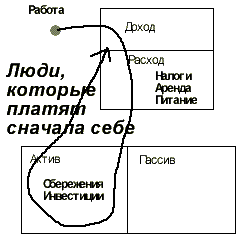 Работа
Доход
Расход
Налоги
Аренда
Питание
Люди,
которые
платят
сначала себе
Актив
Пассив
Сбережения
Инвестиции